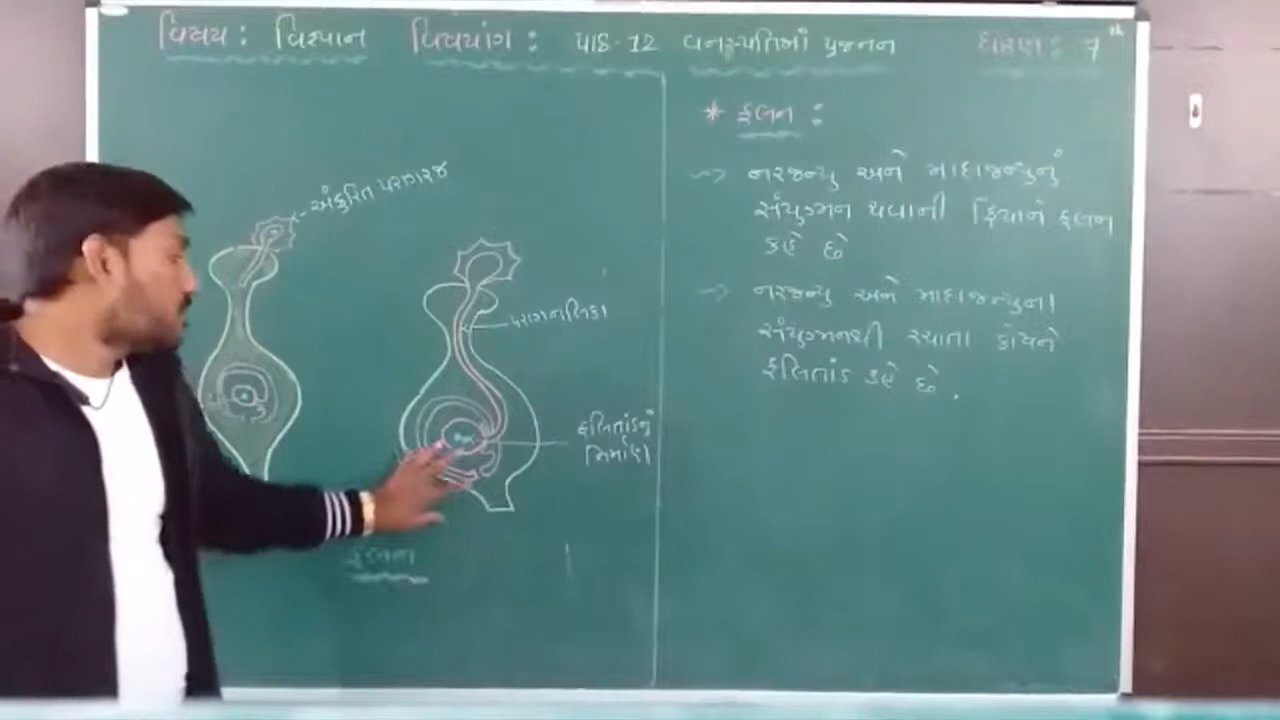 વિષય : વિજ્ઞાન વિષયાંગ : પાઠ-12 વનસ્પતિમાં પ્રજનન ધોરણ : 7th
અંકુરિત પરાગરજ
પરાગનલિકા
ફલિતાંડનું
નિર્માણ
ફલન
* ફલન :
નરજન્યુ અને માદાજન્યુનું
સંયુગ્મન થવાની ક્રિયાને ફલન
કહે છે
નરજન્યુ અને માદાજન્યુના
સંયુગ્મનથી રચાતા કોષને
ફલિતાંડ કહે છે.